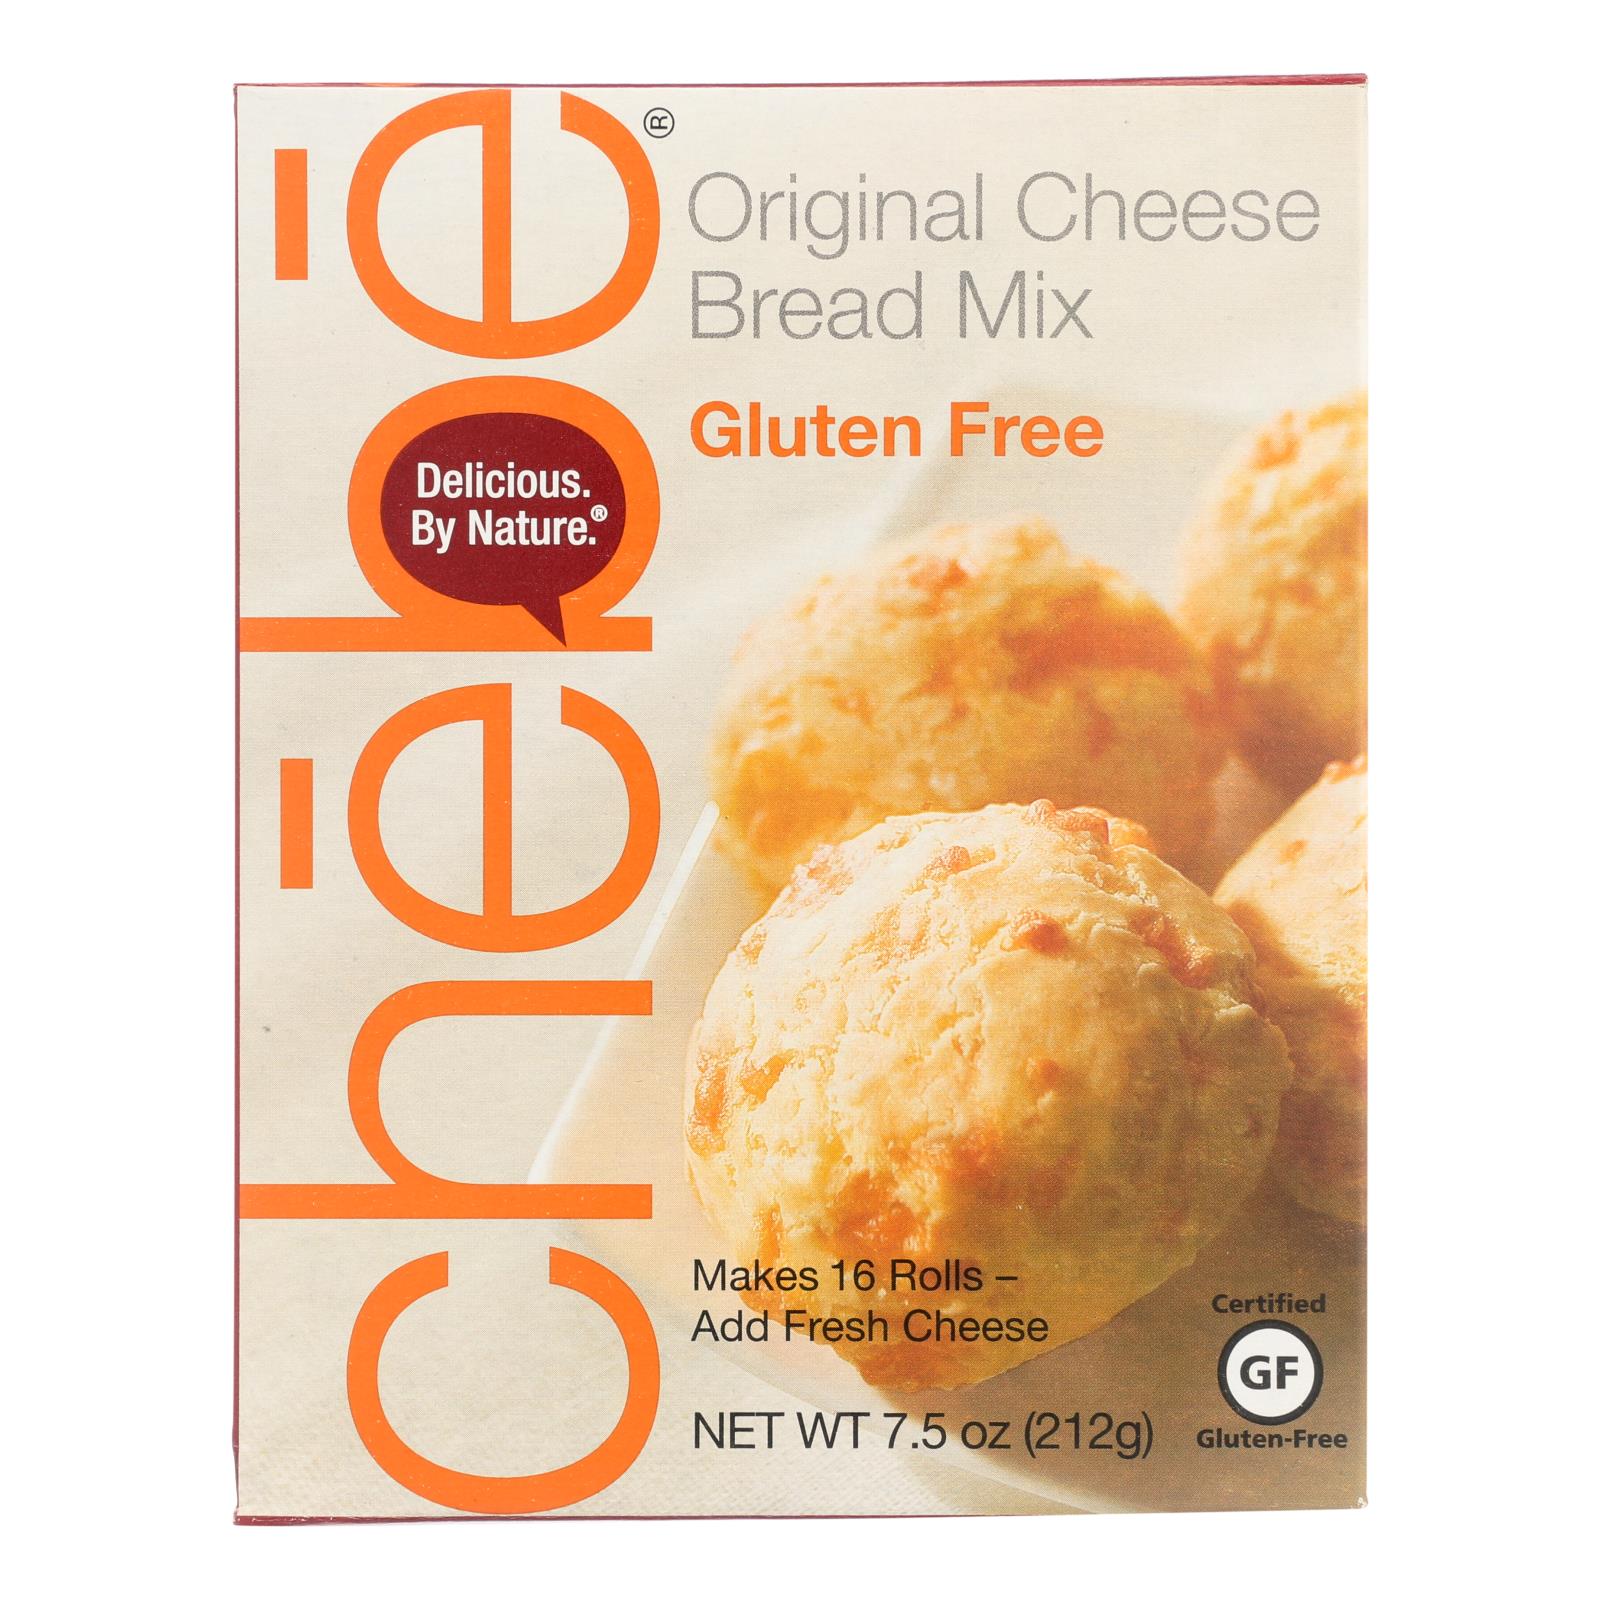 chēbē®
Delicious.
By Nature.®
Original Cheese
Bread Mix
Gluten Free
Makes 16 Rolls –
Add Fresh Cheese
NET WT 7.5 oz (212g)
Certified
GF
Gluten-Free